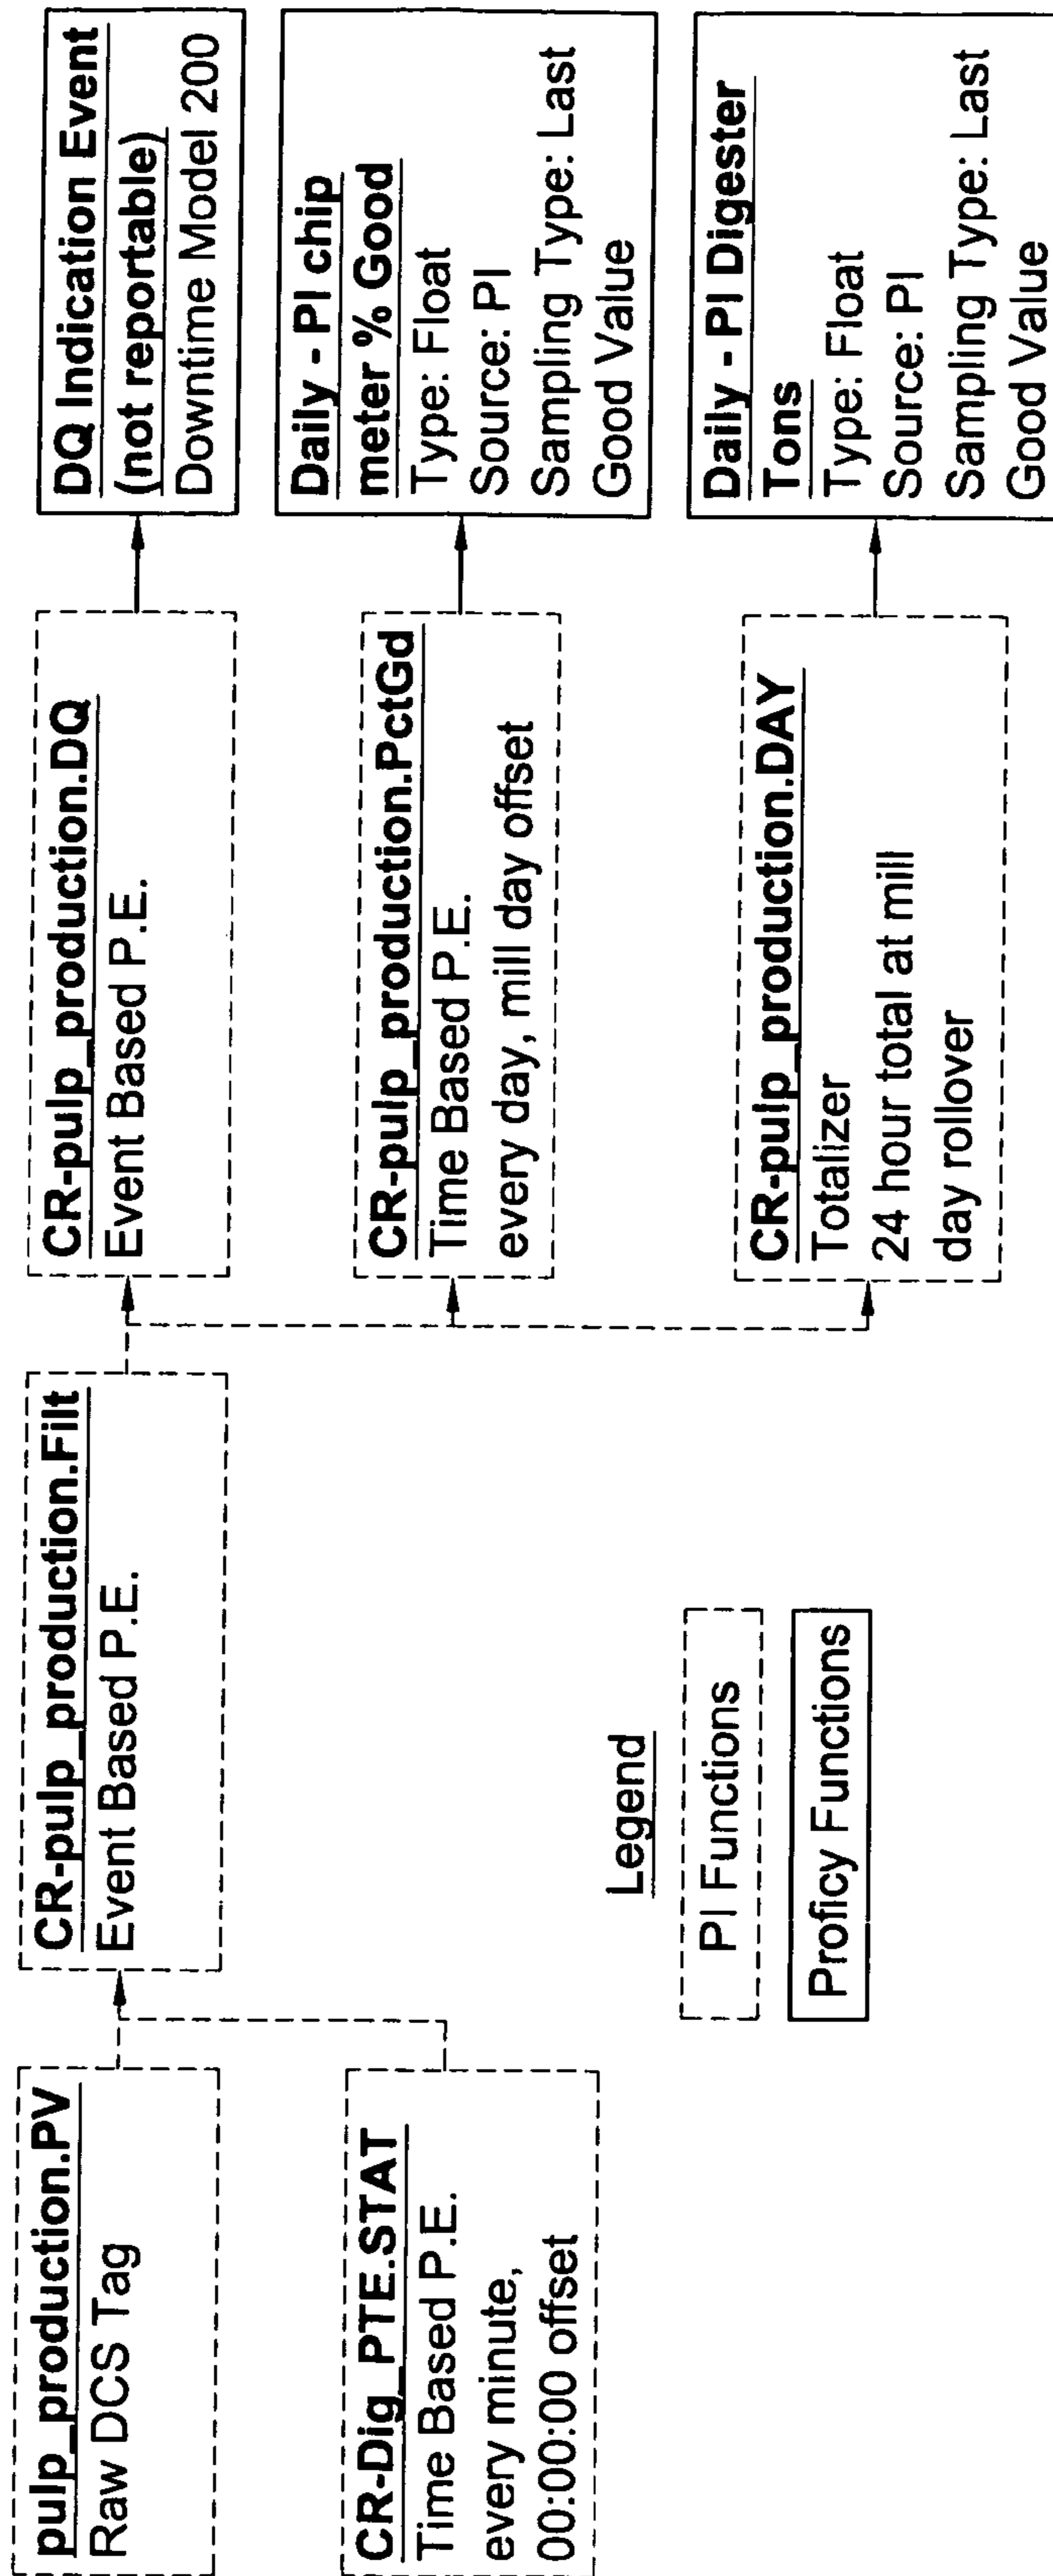 pulp_production.PV
Raw DCS Tag
CR-Dig_PTE.STAT
Time Based P.E.
every minute,
00:00:00 offset
CR-pulp_production.Filt
Event Based P.E.
CR-pulp_production.DQ
Event Based P.E.
CR-pulp_production.PctGd
Time Based P.E.
every day, mill day offset
CR-pulp_production.DAY
Totalizer
24 hour total at mill
day rollover
DQ Indication Event
(not reportable)
Downtime Model 200
Daily - PI chip
meter % Good
Type: Float
Source: PI
Sampling Type: Last
Good Value
Daily - PI Digester
Tons
Type: Float
Source: PI
Sampling Type: Last
Good Value
Legend
PI Functions
Proficy Functions